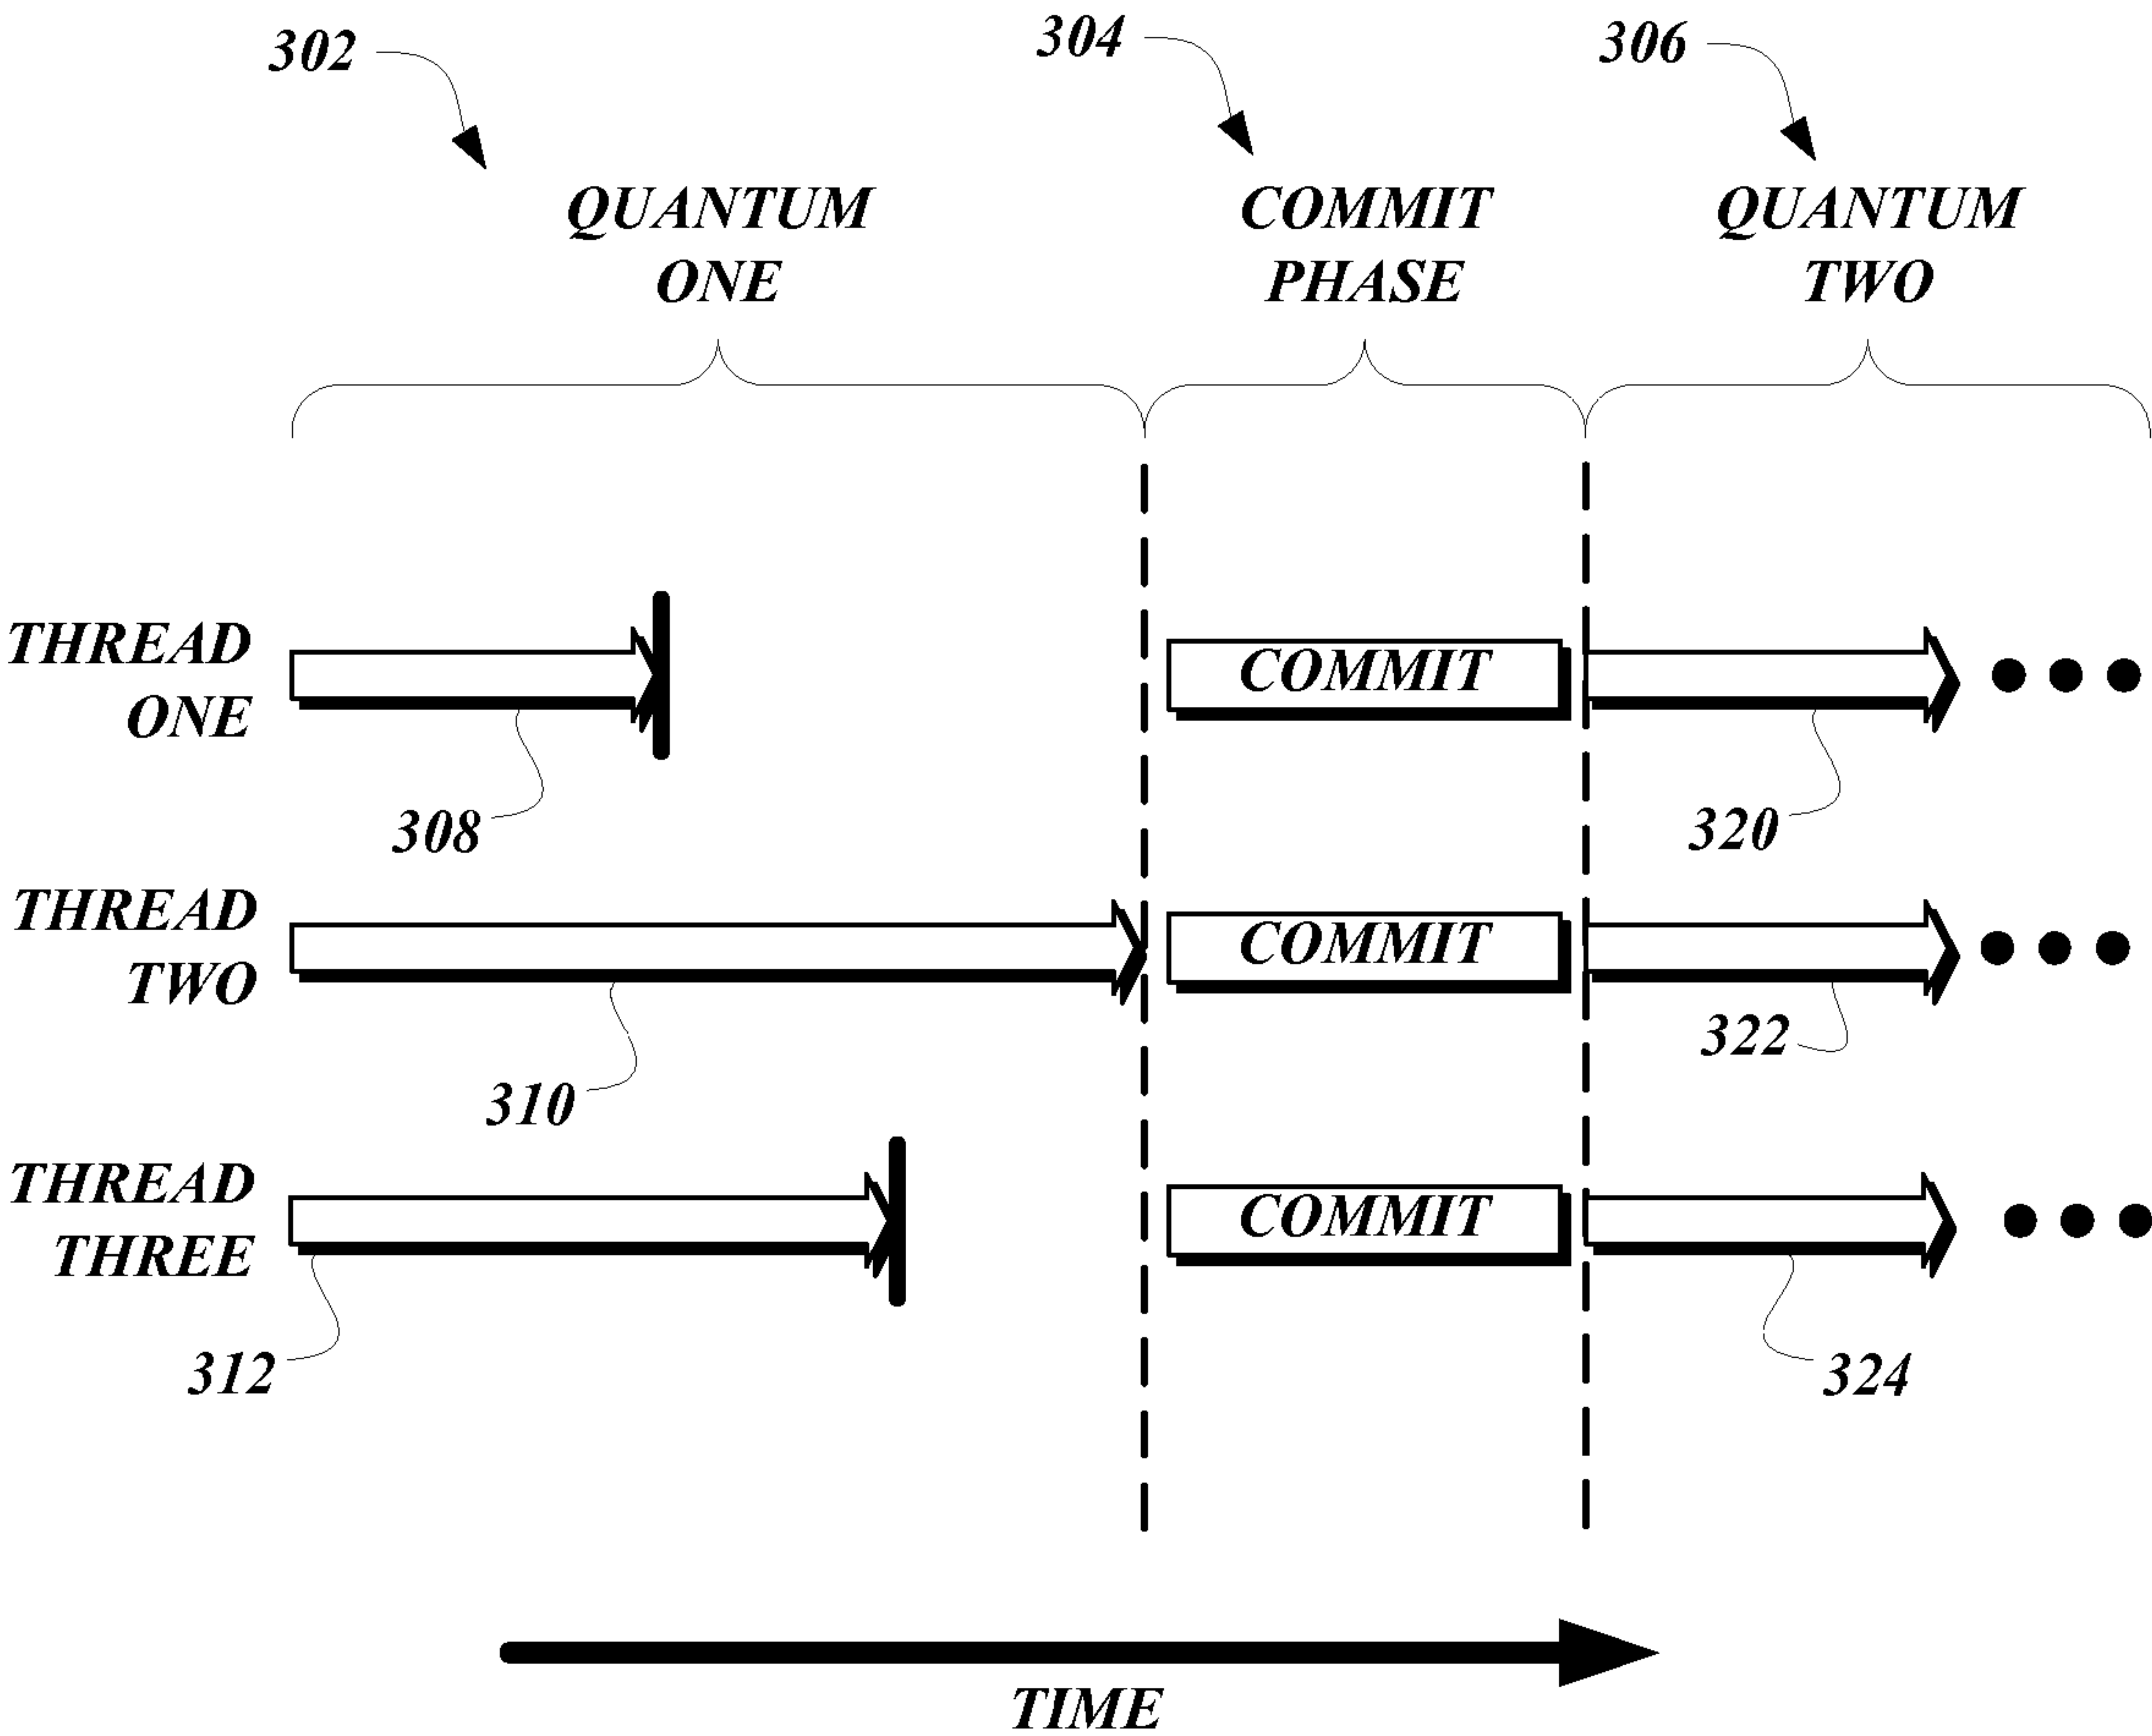 302
304
306
QUANTUM
ONE
COMMIT
PHASE
QUANTUM
TWO
THREAD
ONE
COMMIT
308
320
THREAD
TWO
COMMIT
310
322
THREAD
THREE
COMMIT
312
324
TIME